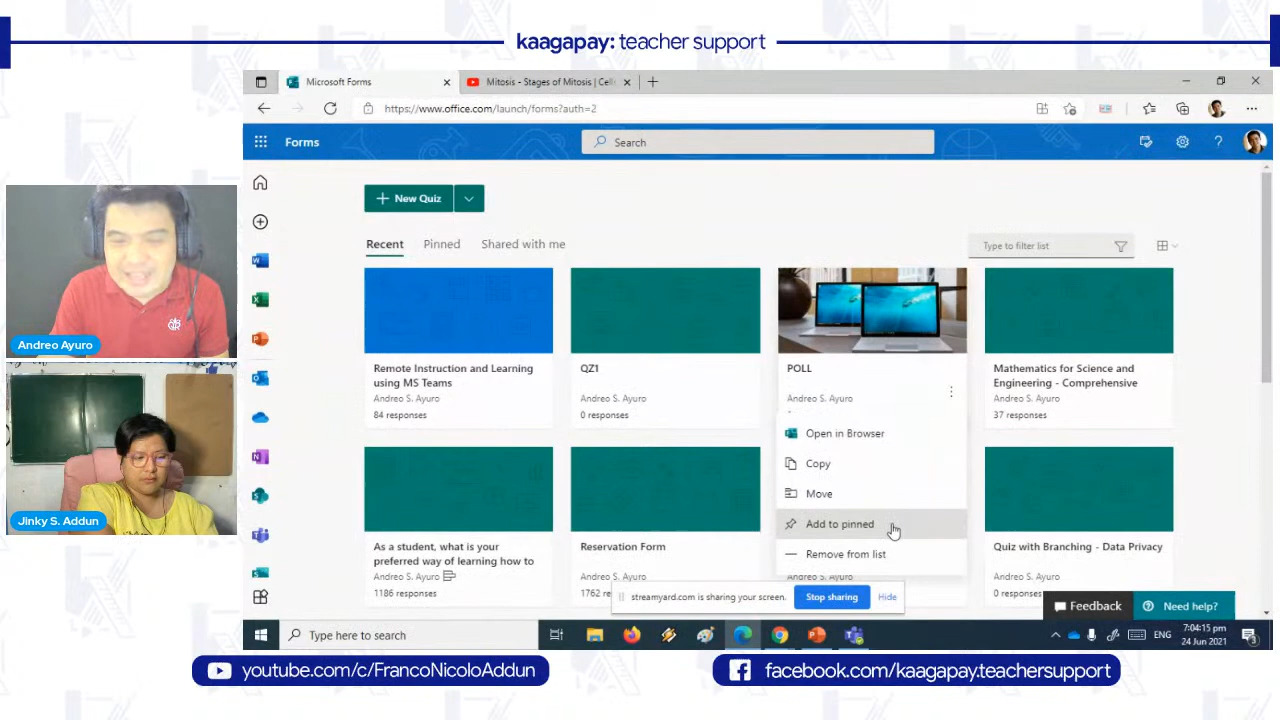 kaagapay: teacher support
Microsoft Forms
Mitosis - Stages of Mitosis | Cell
https://www.office.com/launch/forms?auth=2
Forms
Search
New Quiz
Recent
Pinned
Shared with me
Type to filter list
Remote Instruction and Learning
using MS Teams
Andreo S. Ayuro
84 responses
QZ1
Andreo S. Ayuro
0 responses
POLL
Andreo S. Ayuro
Mathematics for Science and
Engineering - Comprehensive
Andreo S. Ayuro
37 responses
Open in Browser
Copy
Move
Add to pinned
Remove from list
As a student, what is your
preferred way of learning how to
Andreo S. Ayuro
1186 responses
Reservation Form
Andreo S. Ayuro
1762
Andreo S. Ayuro
Quiz with Branching - Data Privacy
Andreo S. Ayuro
0 responses
streamyard.com is sharing your screen.
Stop sharing
Hide
Feedback
Need help?
Type here to search
ENG
7:04:15 pm
24 Jun 2021
3
Andreo Ayuro
Jinky S. Addun
youtube.com/c/FrancoNicoloAddun
facebook.com/kaagapay.teachersupport